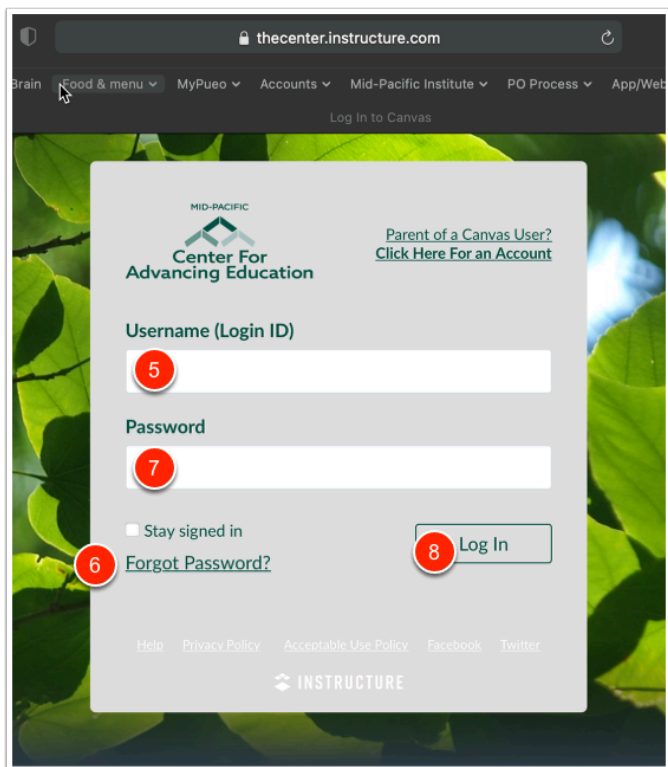 thecenter.instructure.com
Brain Food & menu MyPueo Accounts Mid-Pacific Institute PO Process App/Web
Log In to Canvas
MID-PACIFIC
Center For
Advancing Education
Parent of a Canvas User?
Click Here For an Account
Username (Login ID)
5
Password
7
Stay signed in
6 Forgot Password?
8 Log In
Help Privacy Policy Acceptable Use Policy Facebook Twitter
INSTRUCTURE